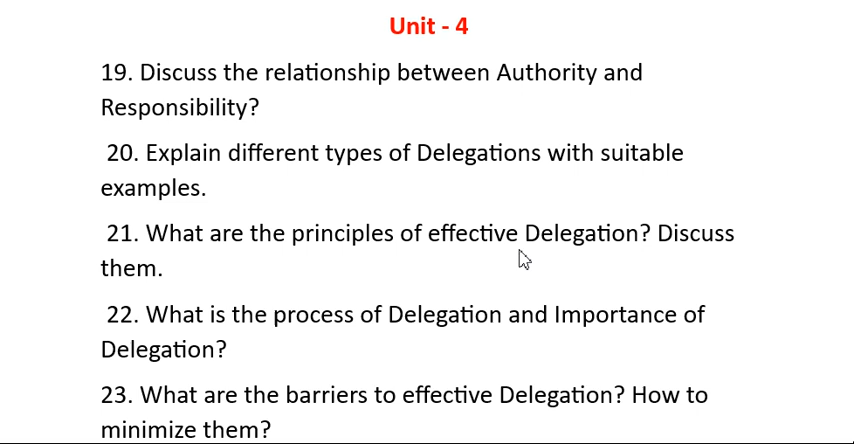 Unit - 4
19. Discuss the relationship between Authority and
Responsibility?
20. Explain different types of Delegations with suitable
examples.
21. What are the principles of effective Delegation? Discuss
them.
22. What is the process of Delegation and Importance of
Delegation?
23. What are the barriers to effective Delegation? How to
minimize them?